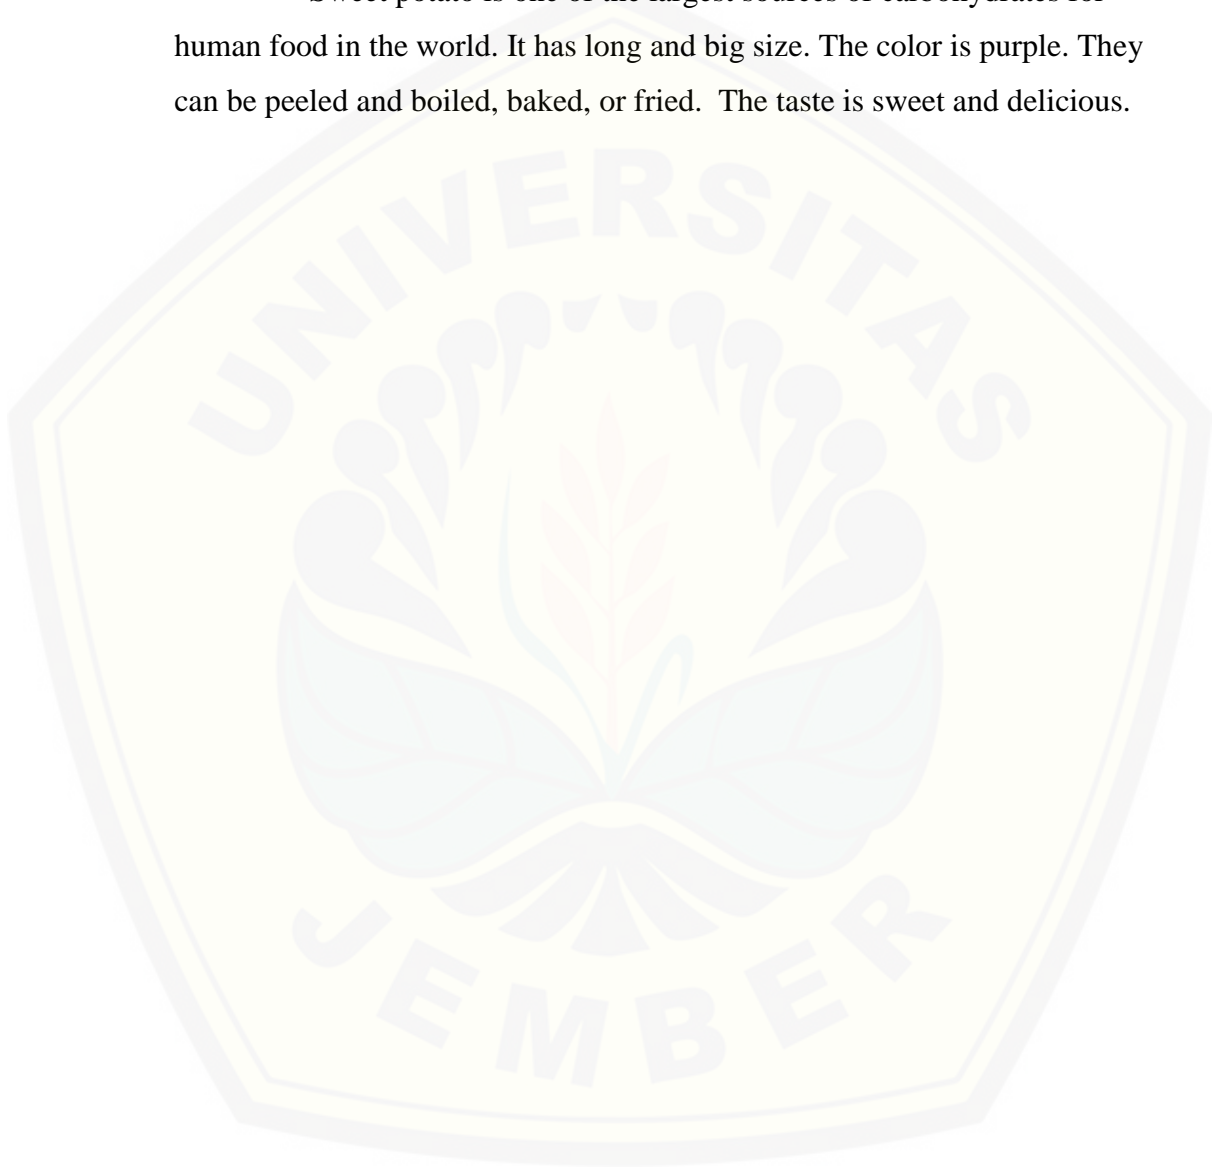 Sweet potato is one of the largest sources of carbohydrates for
human food in the world. It has long and big size. The color is purple. They
can be peeled and boiled, baked, or fried.  The taste is sweet and delicious.
UNIVERSITAS
JEMBER